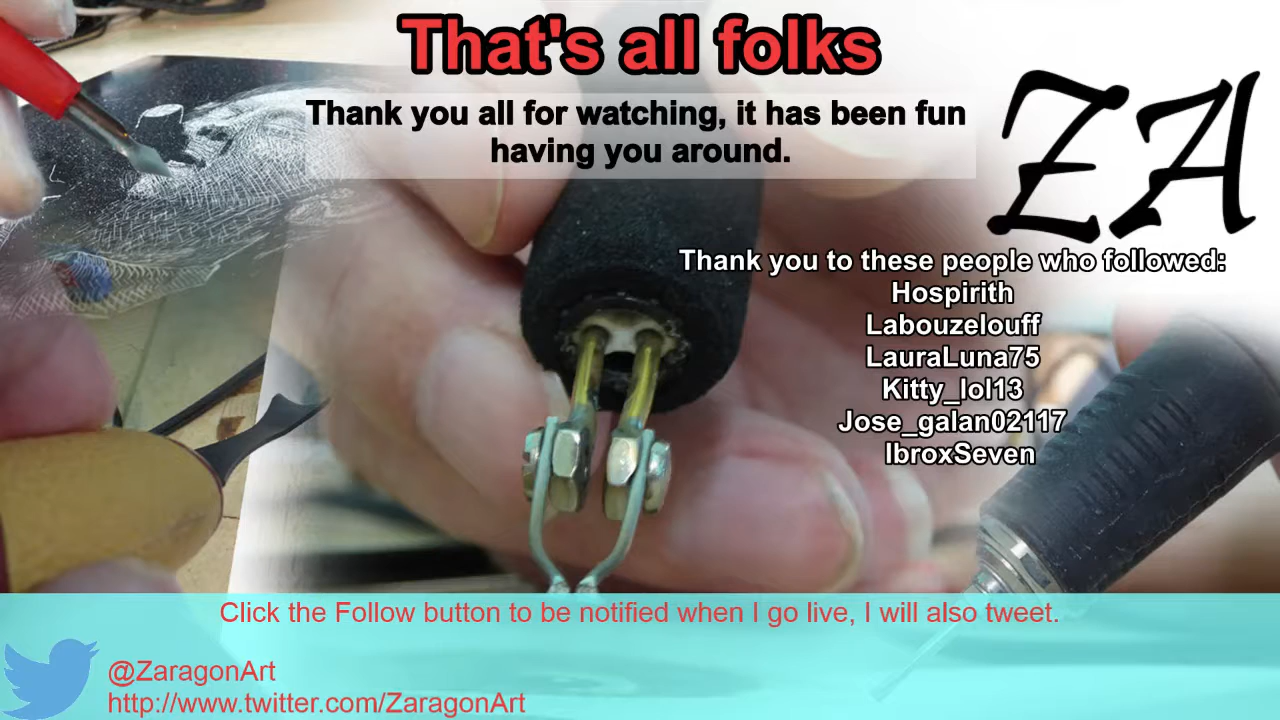 That's all folks
Thank you all for watching, it has been fun
having you around.
ZA
Thank you to these people who followed:
Hospirith
Labouzelouff
LauraLuna75
Kitty_lol13
Jose_galan02117
IbroxSeven
Click the Follow button to be notified when I go live, I will also tweet.
@ZaragonArt
http://www.twitter.com/ZaragonArt